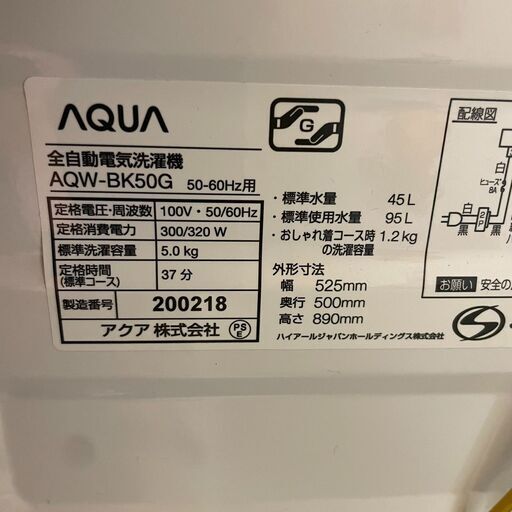 AQUA
全自動電気洗濯機
AQW-BK50G 50-60Hz用
定格電圧・周波数 100V・50/60Hz
定格消費電力 300/320 W
標準洗濯容量 5.0 kg
定格時間 (標準コース) 37 分
製造番号 200218
アクア 株式会社 PS E
G
・標準水量 45 L
・標準使用水量 95 L
・おしゃれ着コース時 1.2 kg
の洗濯容量
外形寸法
幅 525mm
奥行 500mm
高さ 890mm
ハイアールジャパンホールディングス株式会社
配線図
白
ヒューズ
8A
白
黒
黒
お願い 安全の